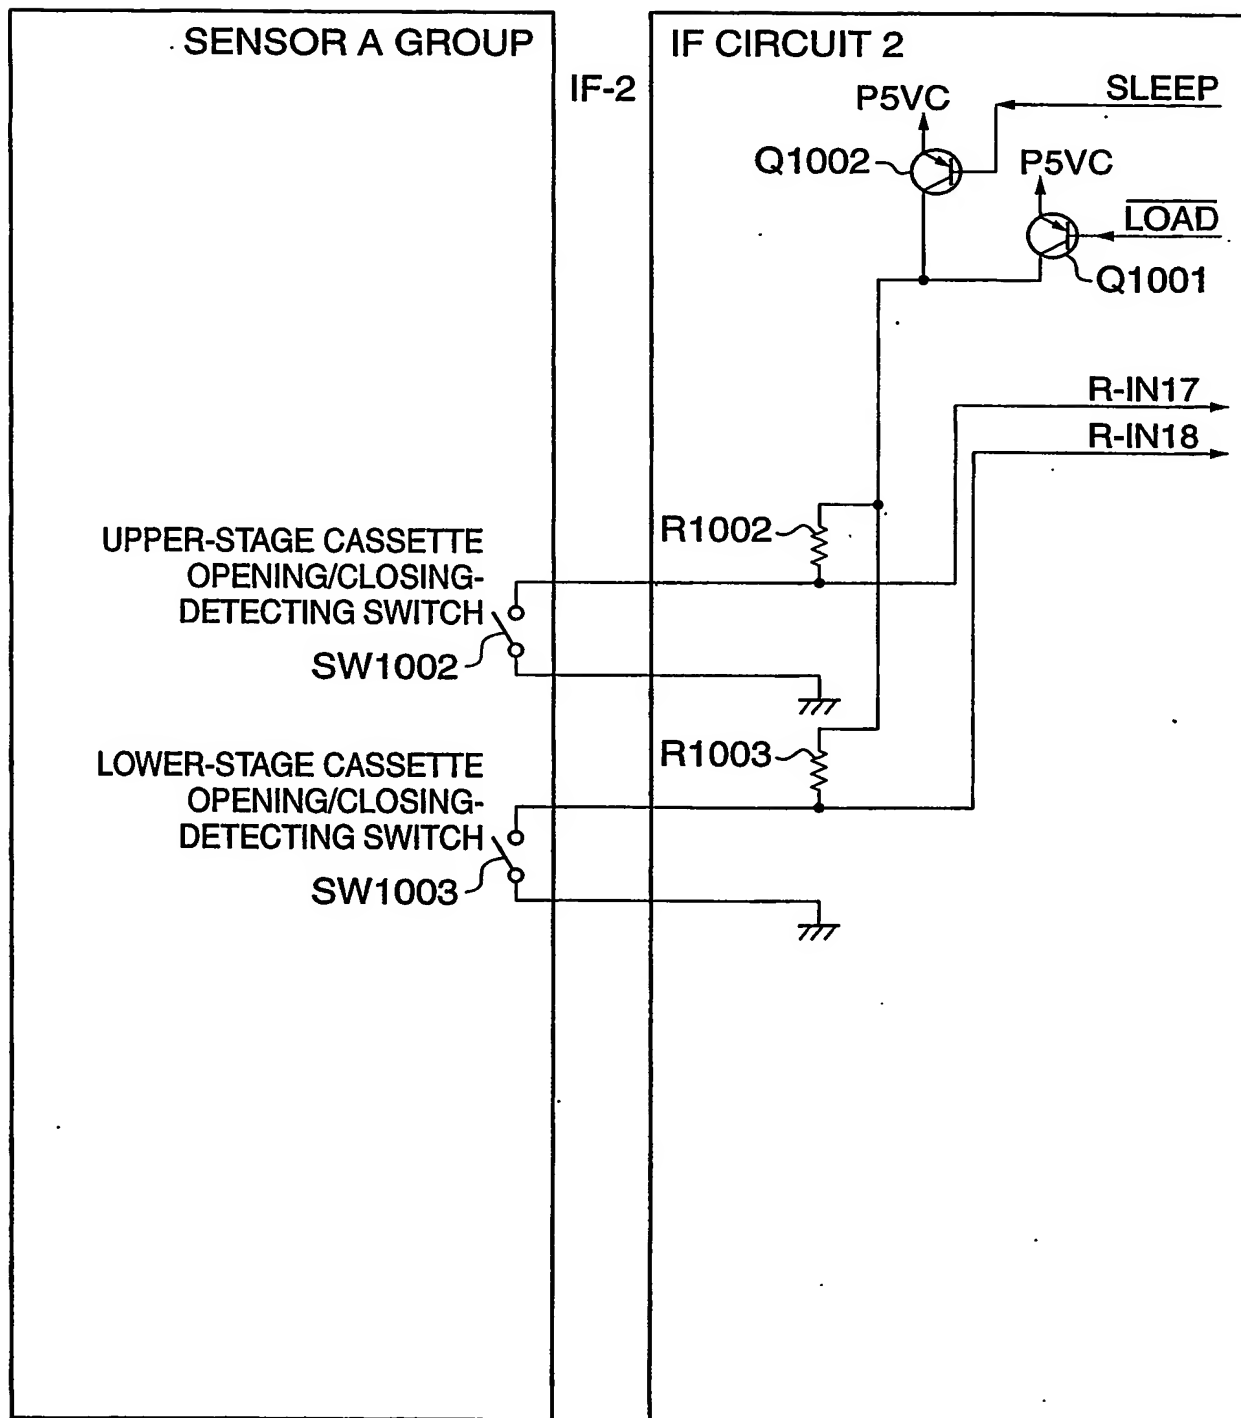 SENSOR A GROUP
IF-2
IF CIRCUIT 2
P5VC
SLEEP
Q1002
P5VC
LOAD
Q1001
R-IN17
R-IN18
R1002
UPPER-STAGE CASSETTE
OPENING/CLOSING-
DETECTING SWITCH
SW1002
R1003
LOWER-STAGE CASSETTE
OPENING/CLOSING-
DETECTING SWITCH
SW1003